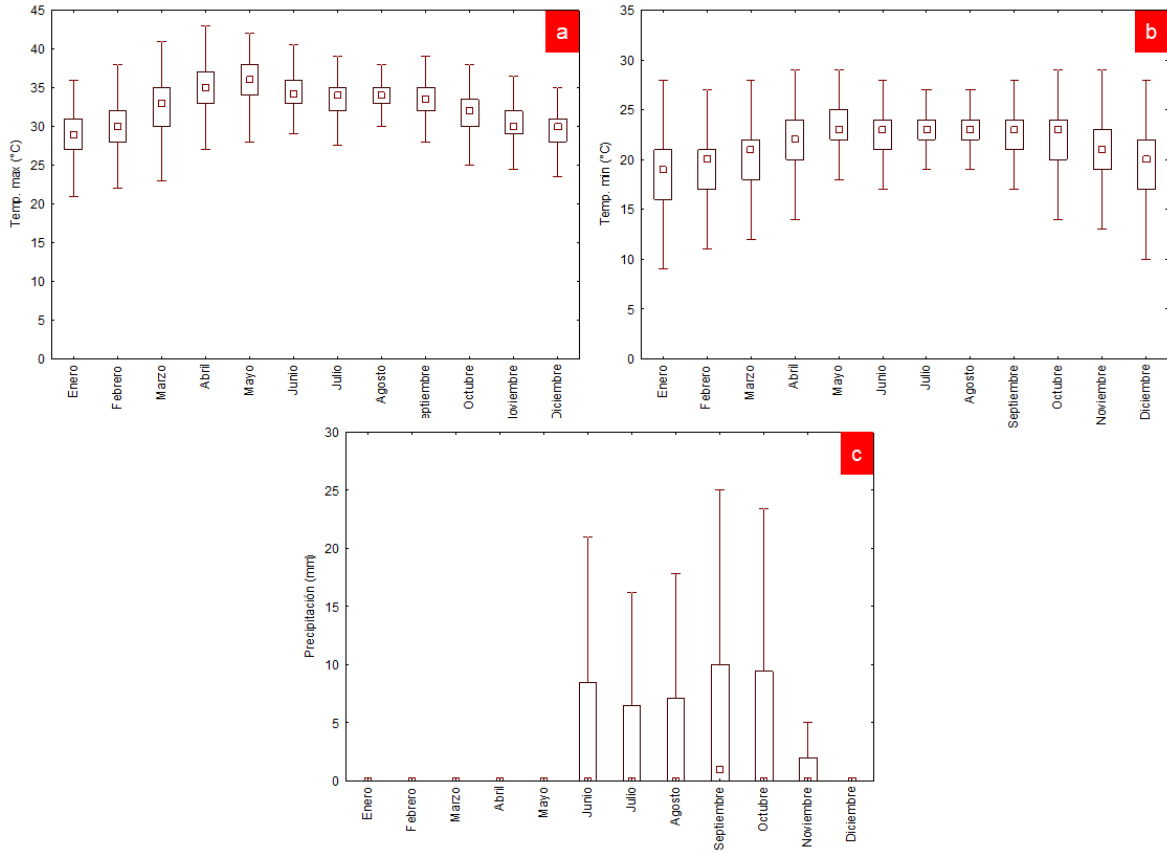 a
Temp. max (°C)
45
40
35
30
25
20
15
10
5
0
Enero
Febrero
Marzo
Abril
Mayo
Junio
Julio
Agosto
eptiembre
Octubre
loviembre
Diciembre
b
Temp. min (°C)
35
30
25
20
15
10
5
0
Enero
Febrero
Marzo
Abril
Mayo
Junio
Julio
Agosto
Septiembre
Octubre
Noviembre
Diciembre
c
Precipitación (mm)
30
25
20
15
10
5
0
Enero
Febrero
Marzo
Abril
Mayo
Junio
Julio
Agosto
Septiembre
Octubre
Noviembre
Diciembre